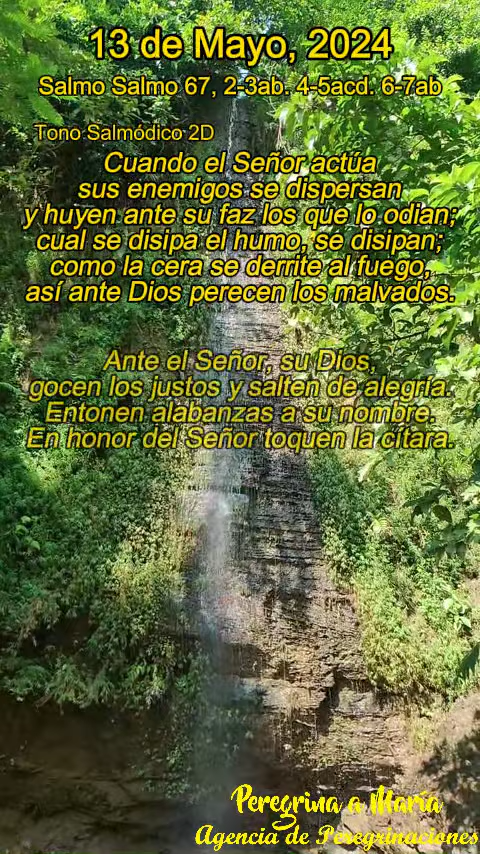 13 de Mayo, 2024
Salmo Salmo 67, 2-3ab. 4-5acd. 6-7ab
Tono Salmódico 2D
Cuando el Señor actúa
sus enemigos se dispersan
y huyen ante su faz los que lo odian;
cual se disipa el humo, se disipan;
como la cera se derrite al fuego,
así ante Dios perecen los malvados.
Ante el Señor, su Dios,
gocen los justos y salten de alegría.
Entonen alabanzas a su nombre.
En honor del Señor toquen la cítara.
Peregrina a María
Agencia de Peregrinaciones